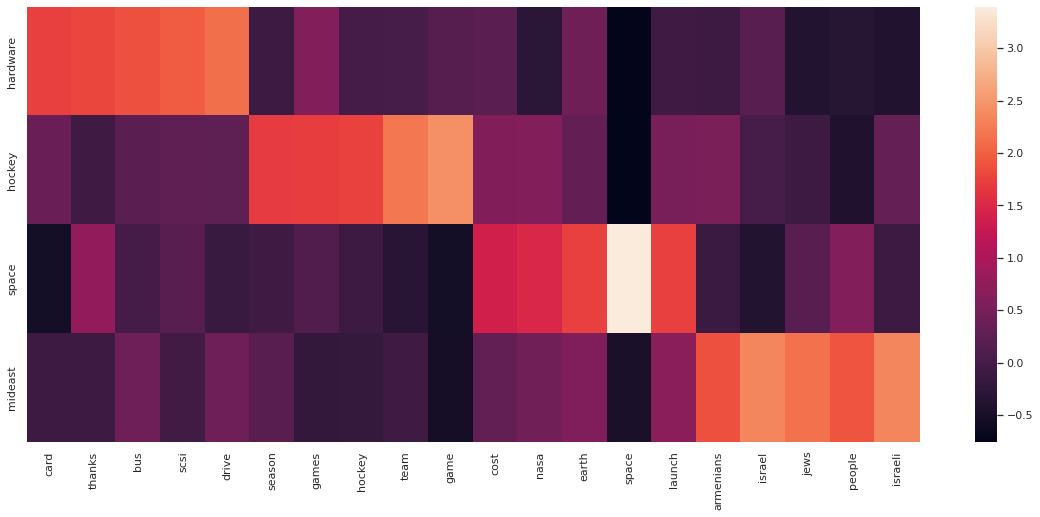 hardware
hockey
space
mideast
card
thanks
bus
scsi
drive
season
games
hockey
team
game
cost
nasa
earth
space
launch
armenians
israel
jews
people
israeli
3.0
2.5
2.0
1.5
1.0
0.5
0.0
−0.5